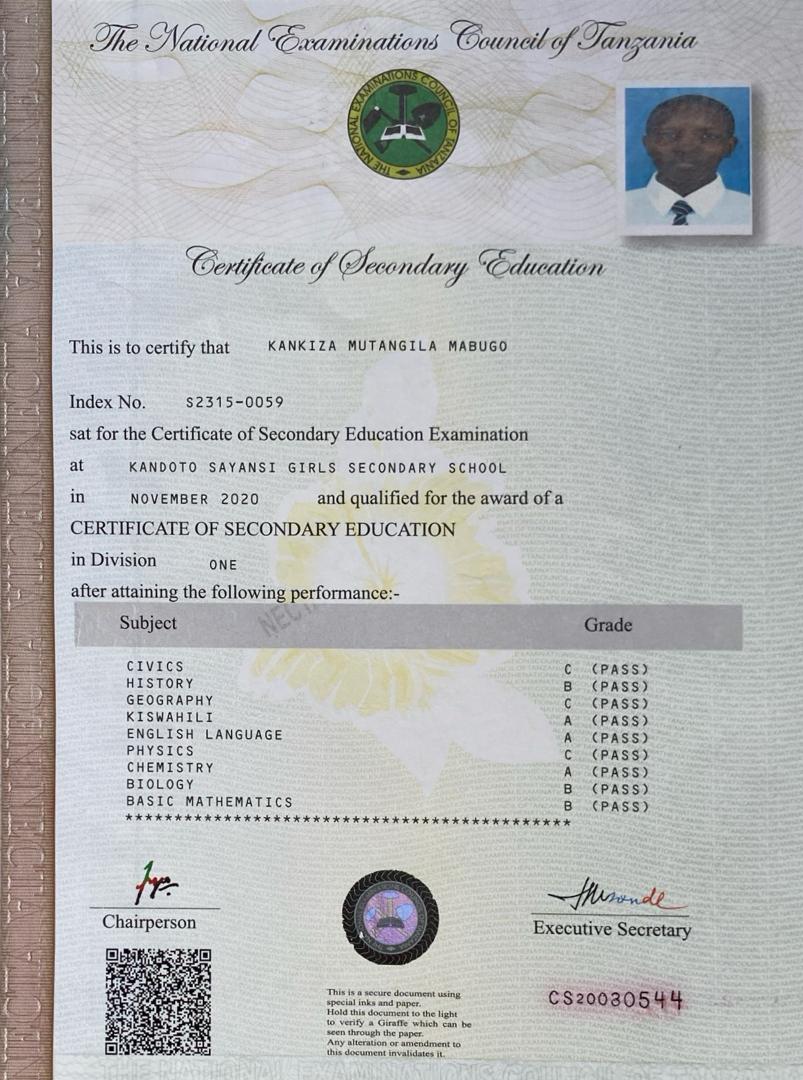 The National Examinations Council of Tanzania
THE NATIONAL EXAMINATIONS COUNCIL OF TANZANIA
Certificate of Secondary Education
This is to certify that KANKIZA MUTANGILA MABUGO
Index No. S2315-0059
sat for the Certificate of Secondary Education Examination
at KANDOTO SAYANSI GIRLS SECONDARY SCHOOL
in NOVEMBER 2020 and qualified for the award of a
CERTIFICATE OF SECONDARY EDUCATION
in Division ONE
after attaining the following performance:-
Subject Grade
CIVICS C (PASS)
HISTORY B (PASS)
GEOGRAPHY C (PASS)
KISWAHILI A (PASS)
ENGLISH LANGUAGE A (PASS)
PHYSICS C (PASS)
CHEMISTRY A (PASS)
BIOLOGY B (PASS)
BASIC MATHEMATICS B (PASS)
*********************************************
Chairperson
Executive Secretary
This is a secure document using
special inks and paper.
Hold this document to the light
to verify a Giraffe which can be
seen through the paper.
Any alteration or amendment to
this document invalidates it.
CS20030544